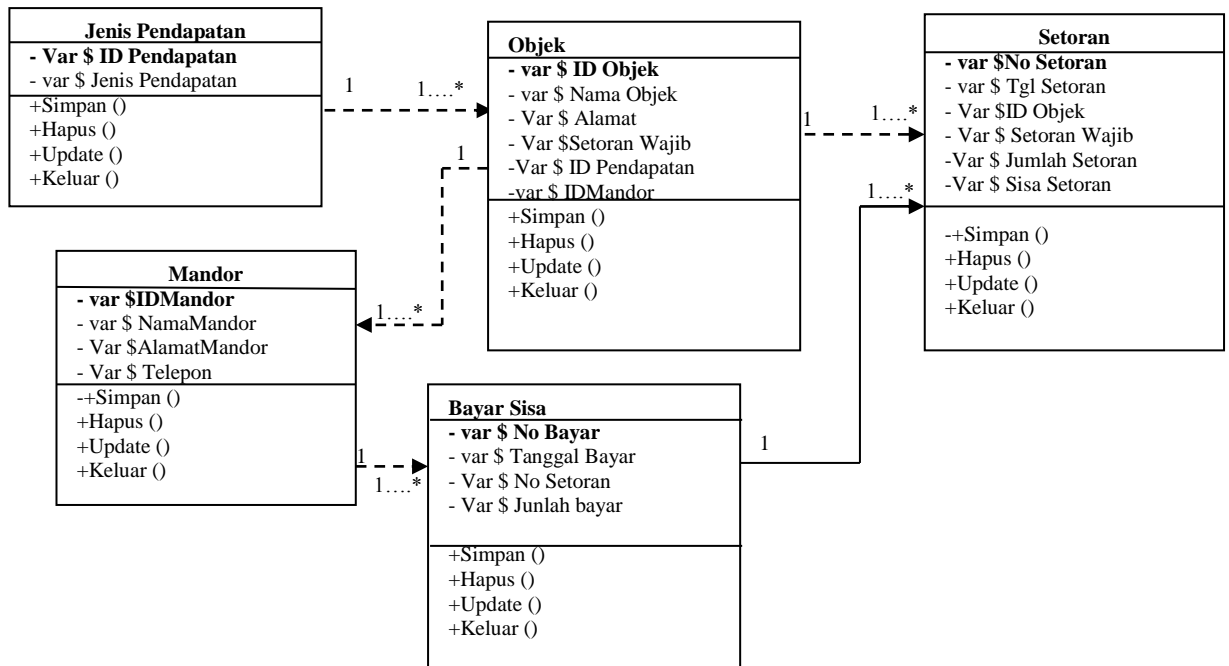 Jenis Pendapatan
- Var $ ID Pendapatan
- var $ Jenis Pendapatan
+Simpan ()
+Hapus ()
+Update ()
+Keluar ()
1
1….*
Objek
- var $ ID Objek
- var $ Nama Objek
- Var $ Alamat
- Var $Setoran Wajib
-Var $ ID Pendapatan
-var $ IDMandor
+Simpan ()
+Hapus ()
+Update ()
+Keluar ()
1
1….*
Setoran
- var $No Setoran
- var $ Tgl Setoran
- Var $ID Objek
- Var $ Setoran Wajib
-Var $ Jumlah Setoran
-Var $ Sisa Setoran
-+Simpan ()
+Hapus ()
+Update ()
+Keluar ()
1
1….*
Mandor
- var $IDMandor
- var $ NamaMandor
- Var $AlamatMandor
- Var $ Telepon
-+Simpan ()
+Hapus ()
+Update ()
+Keluar ()
1
1….*
Bayar Sisa
- var $ No Bayar
- var $ Tanggal Bayar
- Var $ No Setoran
- Var $ Junlah bayar
+Simpan ()
+Hapus ()
+Update ()
+Keluar ()
1
1….*